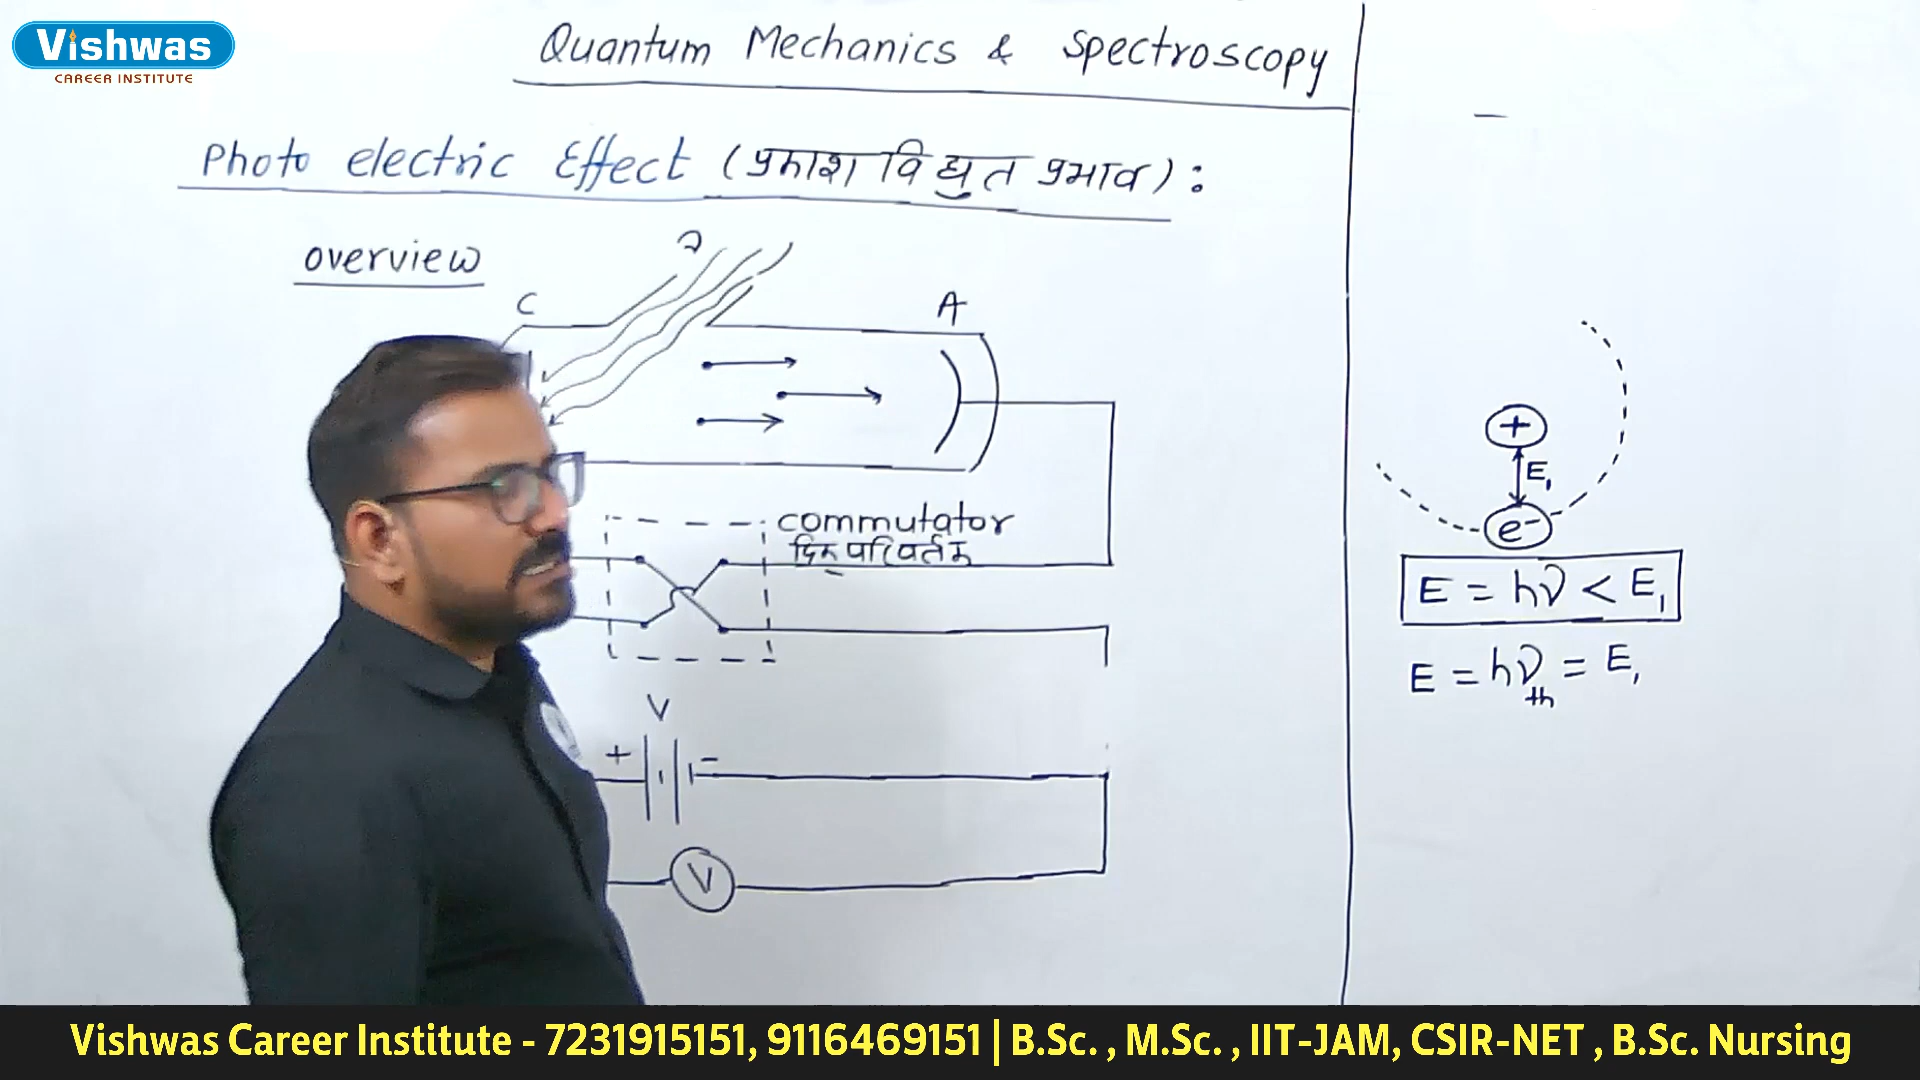 Vishwas
CAREER INSTITUTE
Quantum Mechanics & Spectroscopy
Photo electric Effect (प्रकाश विद्युत प्रभाव) :
overview
C
A
commutator
दिक् परिवर्तक
V
+ -
V
+
E₁
e⁻
E = hν < E₁
E = hν_th = E₁
Vishwas Career Institute - 7231915151, 9116469151 | B.Sc. , M.Sc. , IIT-JAM, CSIR-NET , B.Sc. Nursing